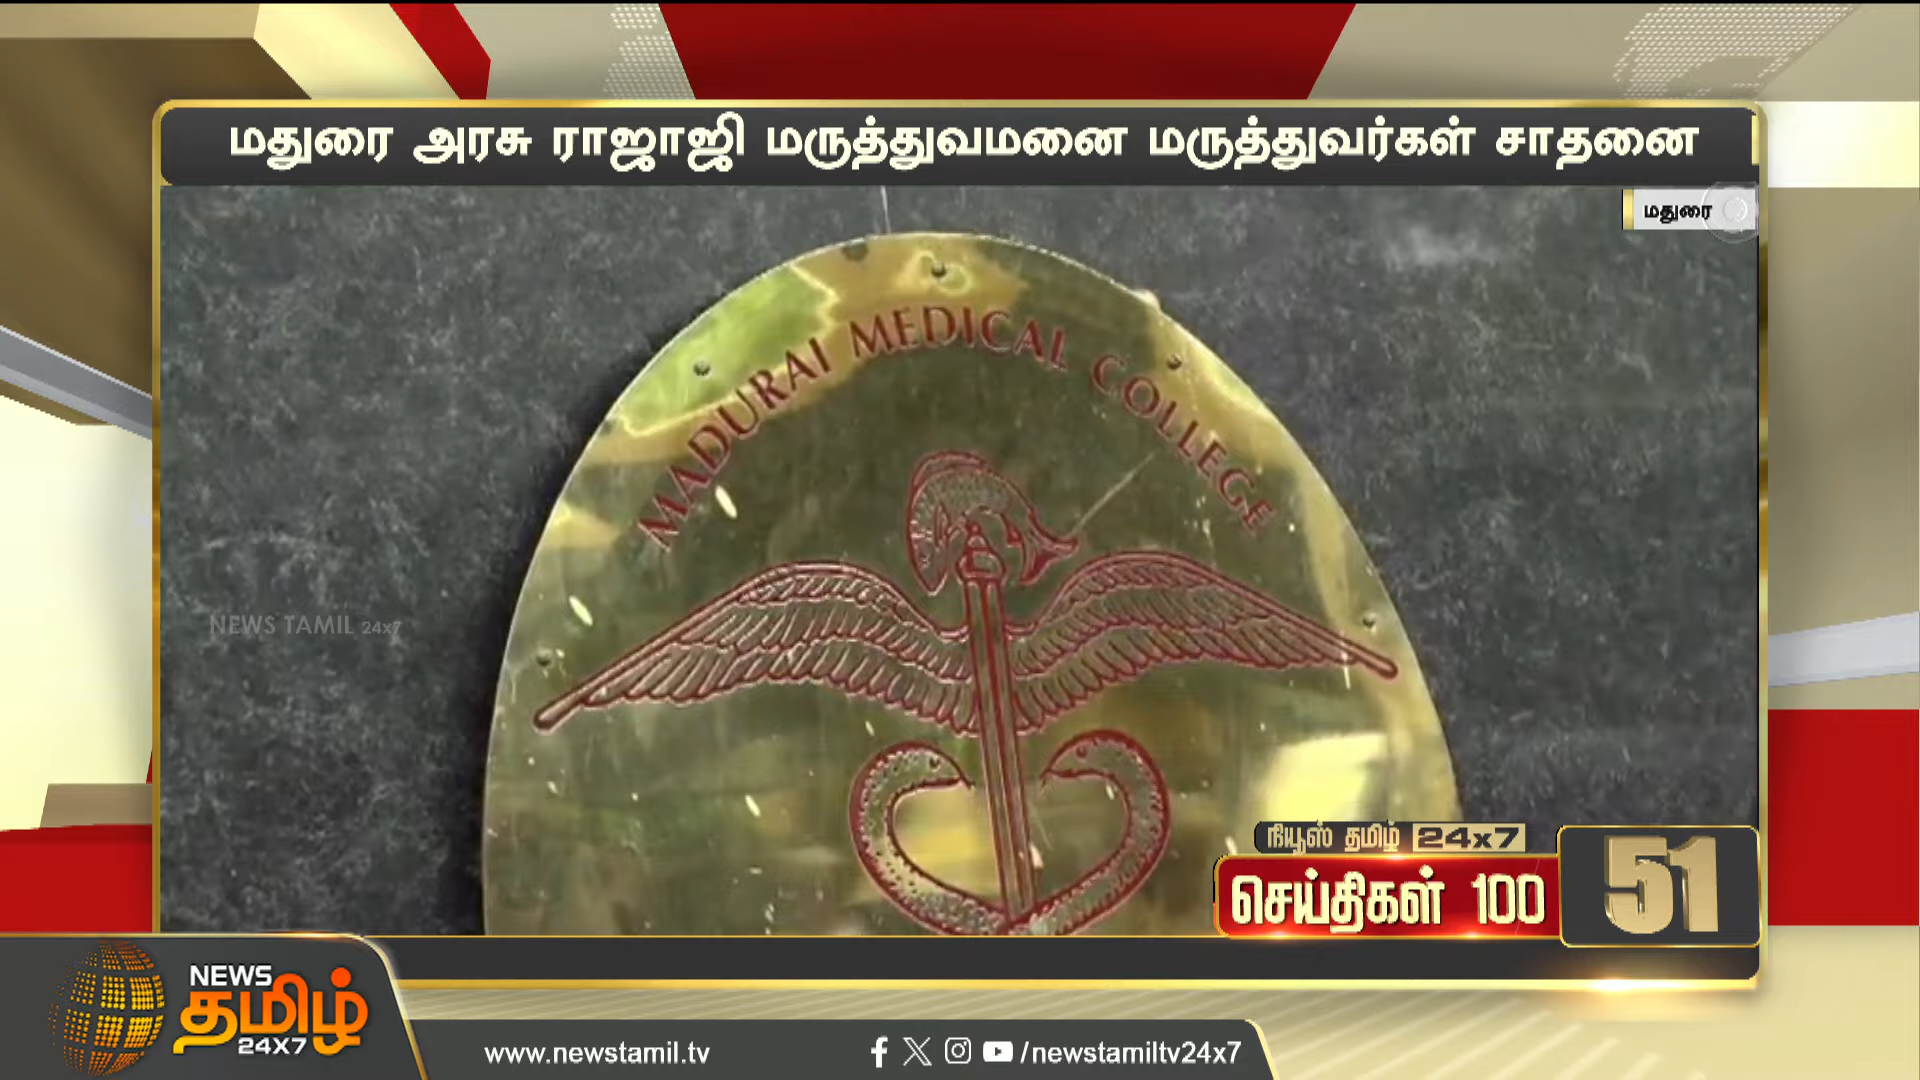 மதுரை அரசு ராஜாஜி மருத்துவமனை மருத்துவர்கள் சாதனை
மதுரை
MADURAI MEDICAL COLLEGE
NEWS TAMIL 24x7
நியூஸ் தமிழ் 24x7
செய்திகள் 100
51
NEWS
தமிழ்
24X7
www.newstamil.tv
/newstamiltv24x7